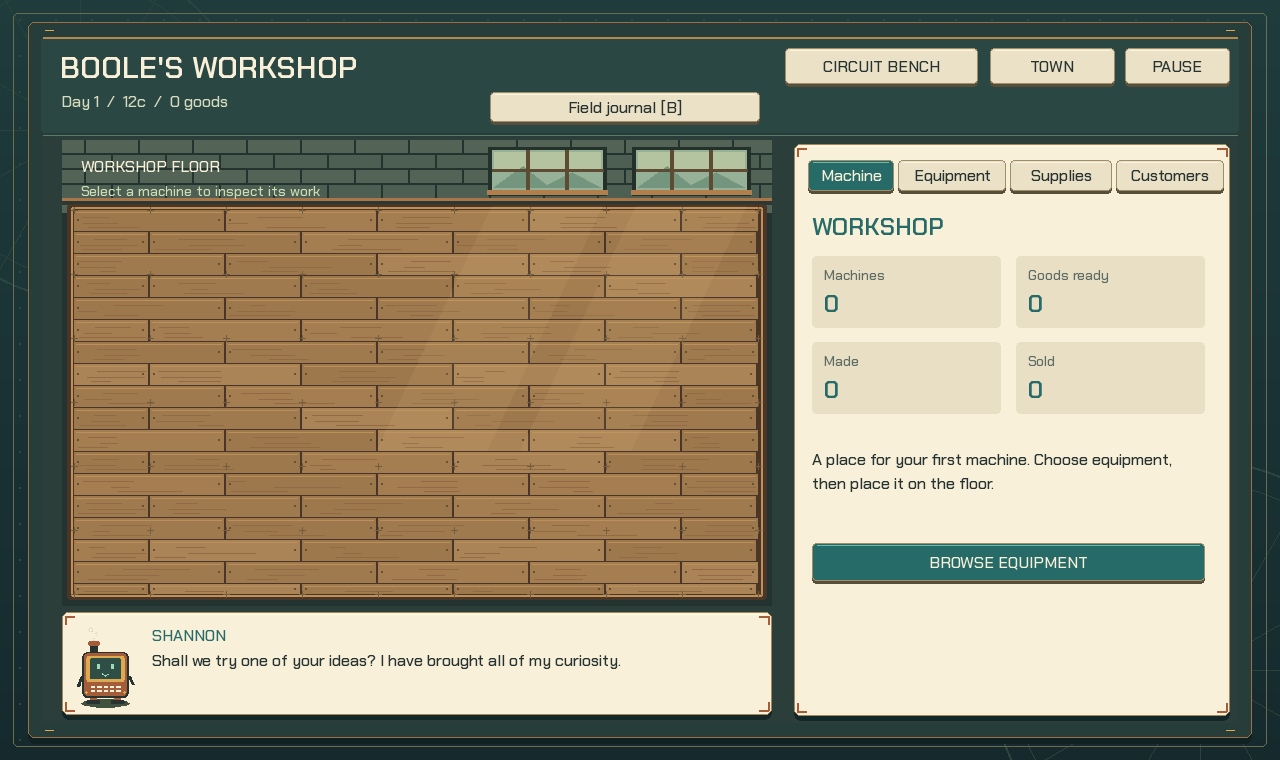 BOOLE'S WORKSHOP
Day 1 / 12c / 0 goods
Field journal [B]
CIRCUIT BENCH
TOWN
PAUSE
WORKSHOP FLOOR
Select a machine to inspect its work
Machine
Equipment
Supplies
Customers
WORKSHOP
Machines
0
Goods ready
0
Made
0
Sold
0
A place for your first machine. Choose equipment,
then place it on the floor.
BROWSE EQUIPMENT
SHANNON
Shall we try one of your ideas? I have brought all of my curiosity.